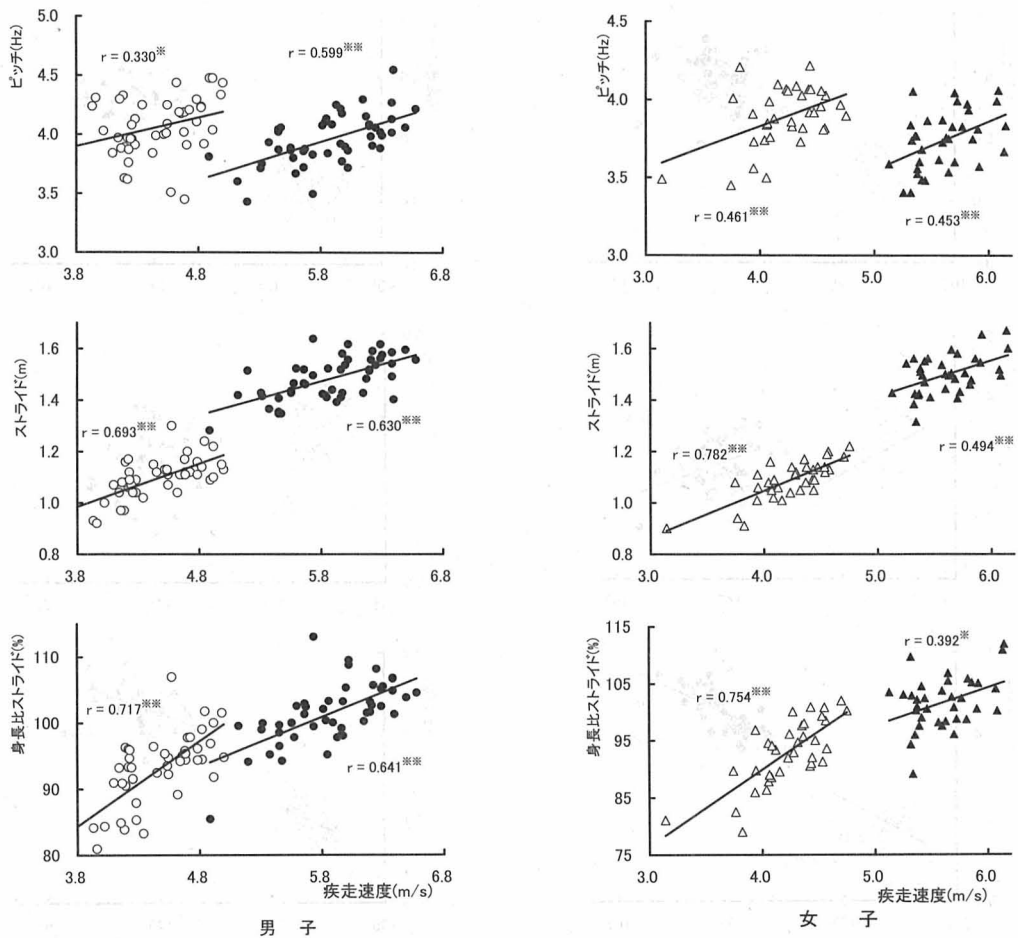 ピッチ(Hz)
5.0
4.5
4.0
3.5
3.0
r = 0.330※
r = 0.599※※
3.8
4.8
5.8
6.8
ピッチ(Hz)
4.5
4.0
3.5
3.0
r = 0.461※※
r = 0.453※※
3.0
4.0
5.0
6.0
ストライド(m)
1.6
1.4
1.2
1.0
0.8
r = 0.693※※
r = 0.630※※
3.8
4.8
5.8
6.8
ストライド(m)
1.6
1.4
1.2
1.0
0.8
r = 0.782※※
r = 0.494※※
3.0
4.0
5.0
6.0
身長比ストライド(%)
110
100
90
80
r = 0.717※※
r = 0.641※※
3.8
4.8
5.8
6.8
疾走速度(m/s)
男 子
身長比ストライド(%)
115
105
95
85
75
r = 0.754※※
r = 0.392※
3.0
4.0
5.0
6.0
疾走速度(m/s)
女 子